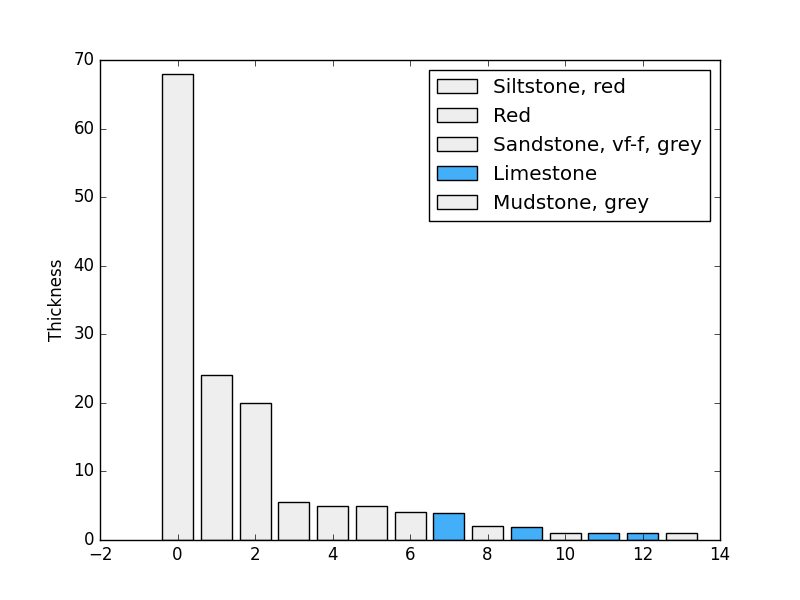 70
60
50
40
30
20
10
0
Thickness
−2 0 2 4 6 8 10 12 14
Siltstone, red
Red
Sandstone, vf-f, grey
Limestone
Mudstone, grey